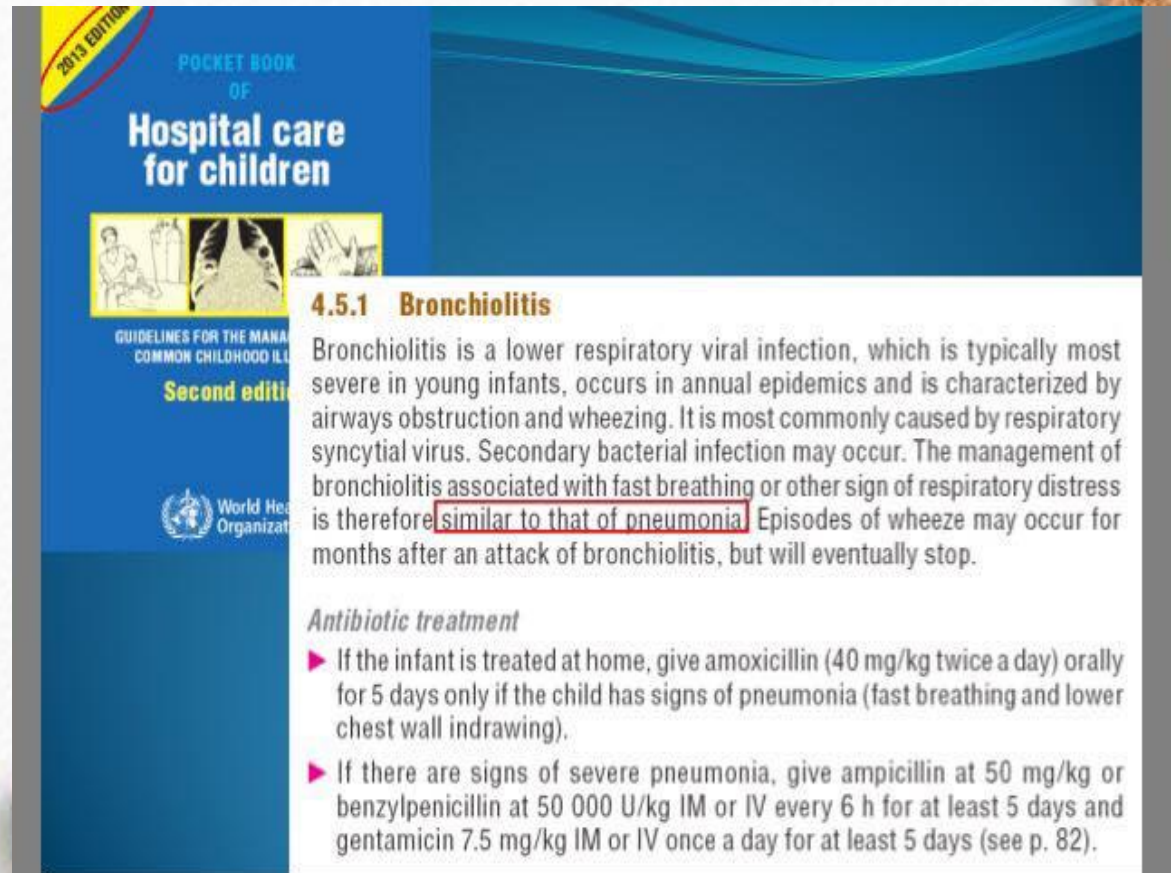 2013 EDITION
POCKET BOOK
OF
Hospital care
for children
GUIDELINES FOR THE
COMMON CHILDHOOD
Second
World
4.5.1 Bronchiolitis
Bronchiolitis is a lower respiratory viral infection, which is typically most
severe in young infants, occurs in annual epidemics and is characterized by
airways obstruction and wheezing. It is most commonly caused by respiratory
syncytial virus. Secondary bacterial infection may occur. The management of
bronchiolitis associated with fast breathing or other sign of respiratory distress
is therefore similar to that of pneumonia. Episodes of wheeze may occur for
months after an attack of bronchiolitis, but will eventually stop.
Antibiotic treatment
▶ If the infant is treated at home, give amoxicillin (40 mg/kg twice a day) orally
for 5 days only if the child has signs of pneumonia (fast breathing and lower
chest wall indrawing).
▶ If there are signs of severe pneumonia, give ampicillin at 50 mg/kg or
benzylpenicillin at 50 000 U/kg IM or IV every 6 h for at least 5 days and
gentamicin 7.5 mg/kg IM or IV once a day for at least 5 days (see p. 82).